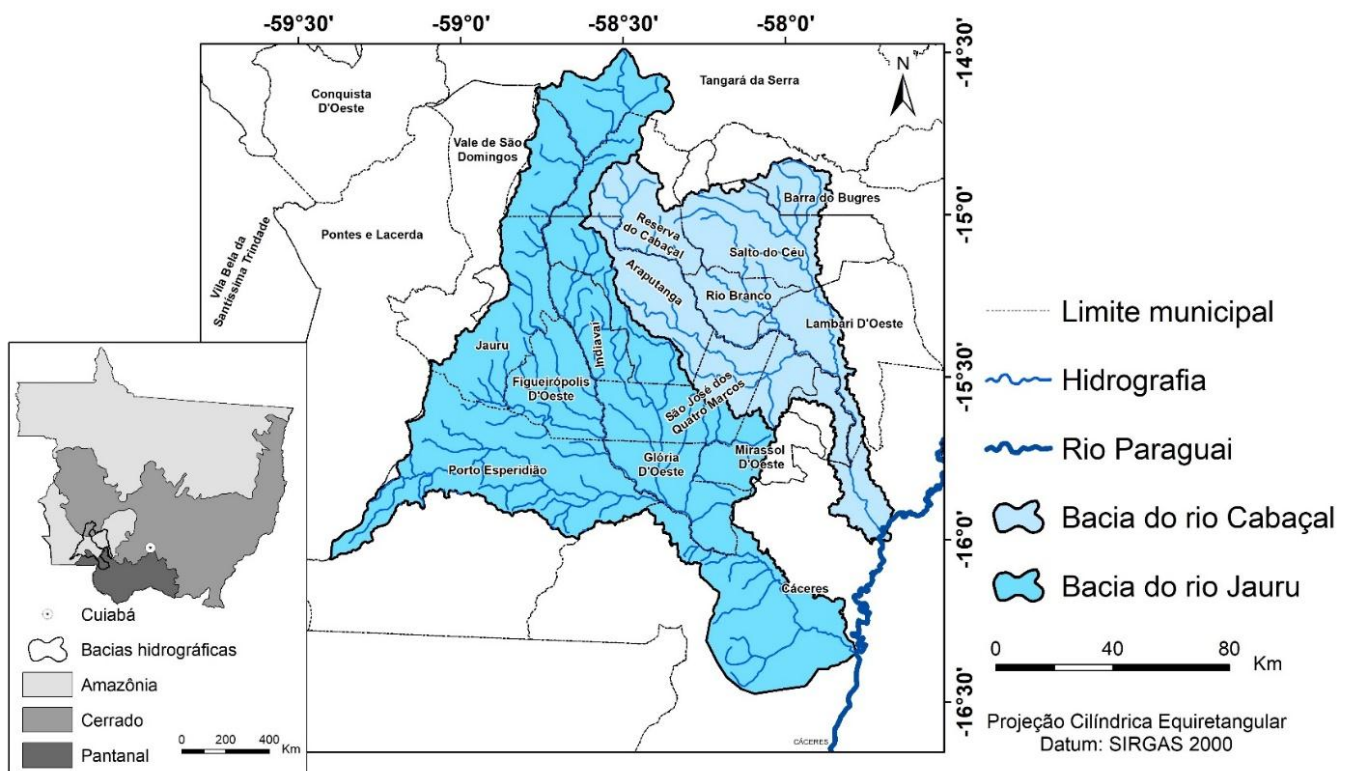 -59°30'
-59°0'
-58°30'
-58°0'
-14°30'
-15°0'
-15°30'
-16°0'
-16°30'
N
Conquista
D'Oeste
Tangará da Serra
Vale de São
Domingos
Barra do Bugres
Vila Bela da
Santíssima Trindade
Pontes e Lacerda
Reserva
do Cabaçal
Salto do Céu
Araputanga
Rio Branco
Lambari D'Oeste
Jauru
Indiavaí
Figueirópolis
D'Oeste
São José dos
Quatro Marcos
Mirassol
D'Oeste
Glória
D'Oeste
Porto Esperidião
Cáceres
CÁCERES
Limite municipal
Hidrografia
Rio Paraguai
Bacia do rio Cabaçal
Bacia do rio Jauru
0 40 80
Km
Projeção Cilíndrica Equiretangular
Datum: SIRGAS 2000
Cuiabá
Bacias hidrográficas
Amazônia
Cerrado
Pantanal
0 200 400
Km